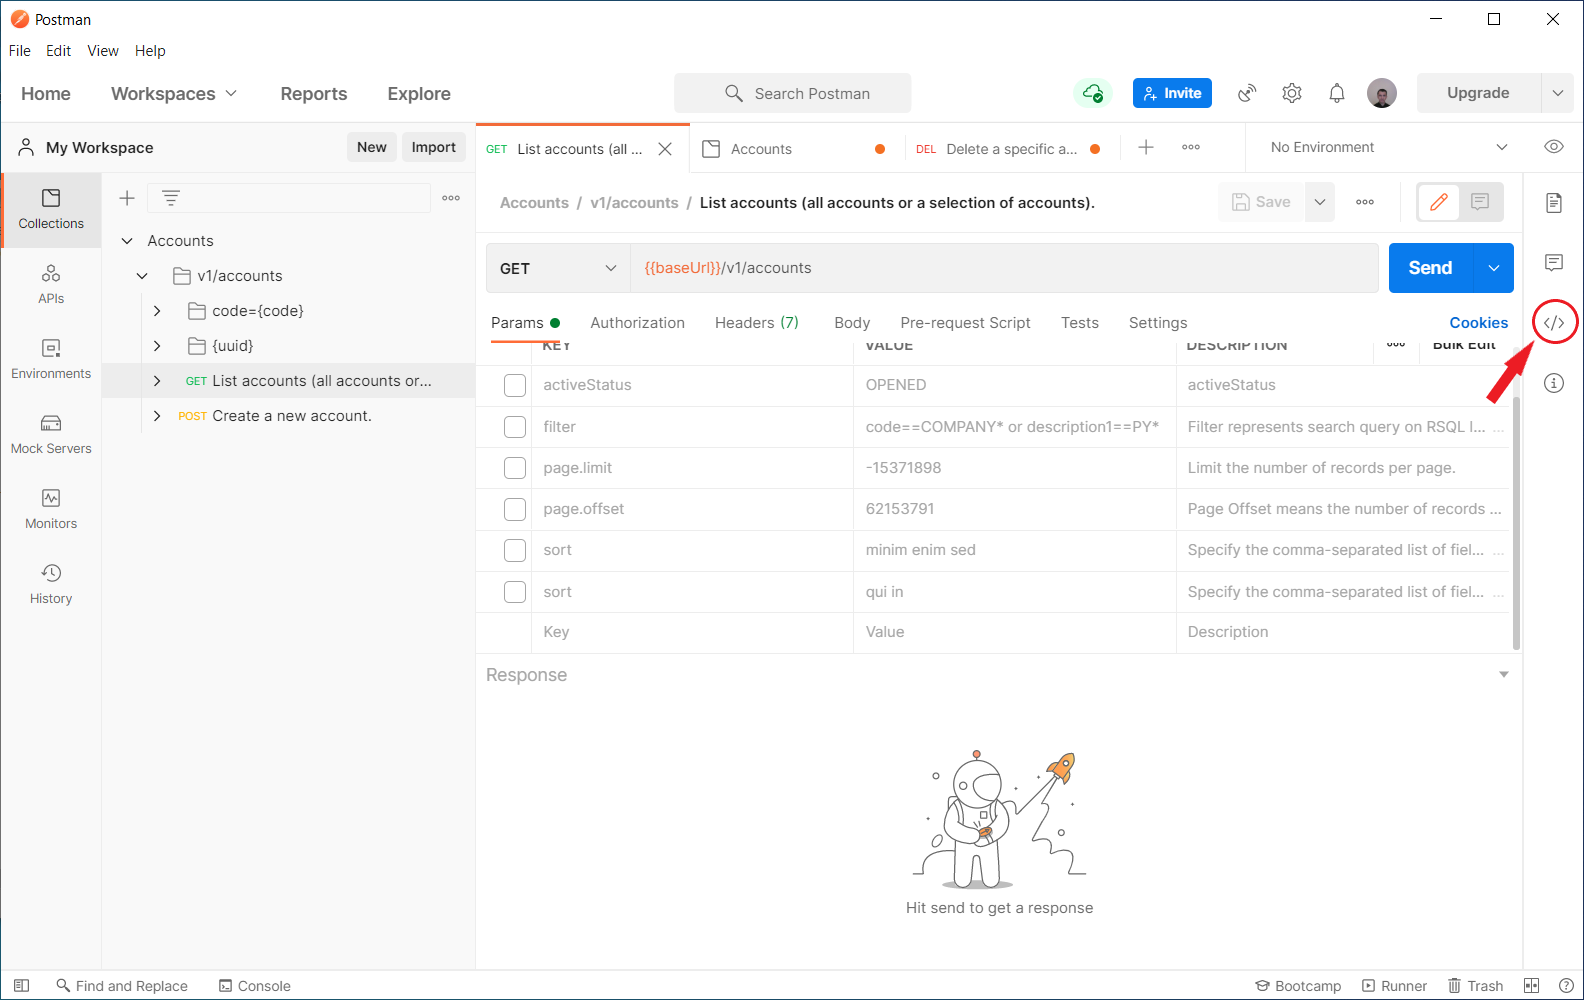 Postman
File Edit View Help
Home Workspaces Reports Explore Search Postman Invite Upgrade
My Workspace New Import
GET List accounts (all ... Accounts DEL Delete a specific a... No Environment
Collections
APIs
Environments
Mock Servers
Monitors
History
Accounts
v1/accounts
code={code}
{uuid}
GET List accounts (all accounts or...
POST Create a new account.
Accounts / v1/accounts / List accounts (all accounts or a selection of accounts). Save
GET {{baseUrl}}/v1/accounts Send
Params Authorization Headers (7) Body Pre-request Script Tests Settings Cookies
KEY VALUE DESCRIPTION Bulk Edit
activeStatus OPENED activeStatus
filter code==COMPANY* or description1==PY* Filter represents search query on RSQL l... ...
page.limit -15371898 Limit the number of records per page.
page.offset 62153791 Page Offset means the number of records ...
sort minim enim sed Specify the comma-separated list of fiel... ...
sort qui in Specify the comma-separated list of fiel... ...
Key Value Description
Response
Hit send to get a response
Find and Replace Console Bootcamp Runner Trash